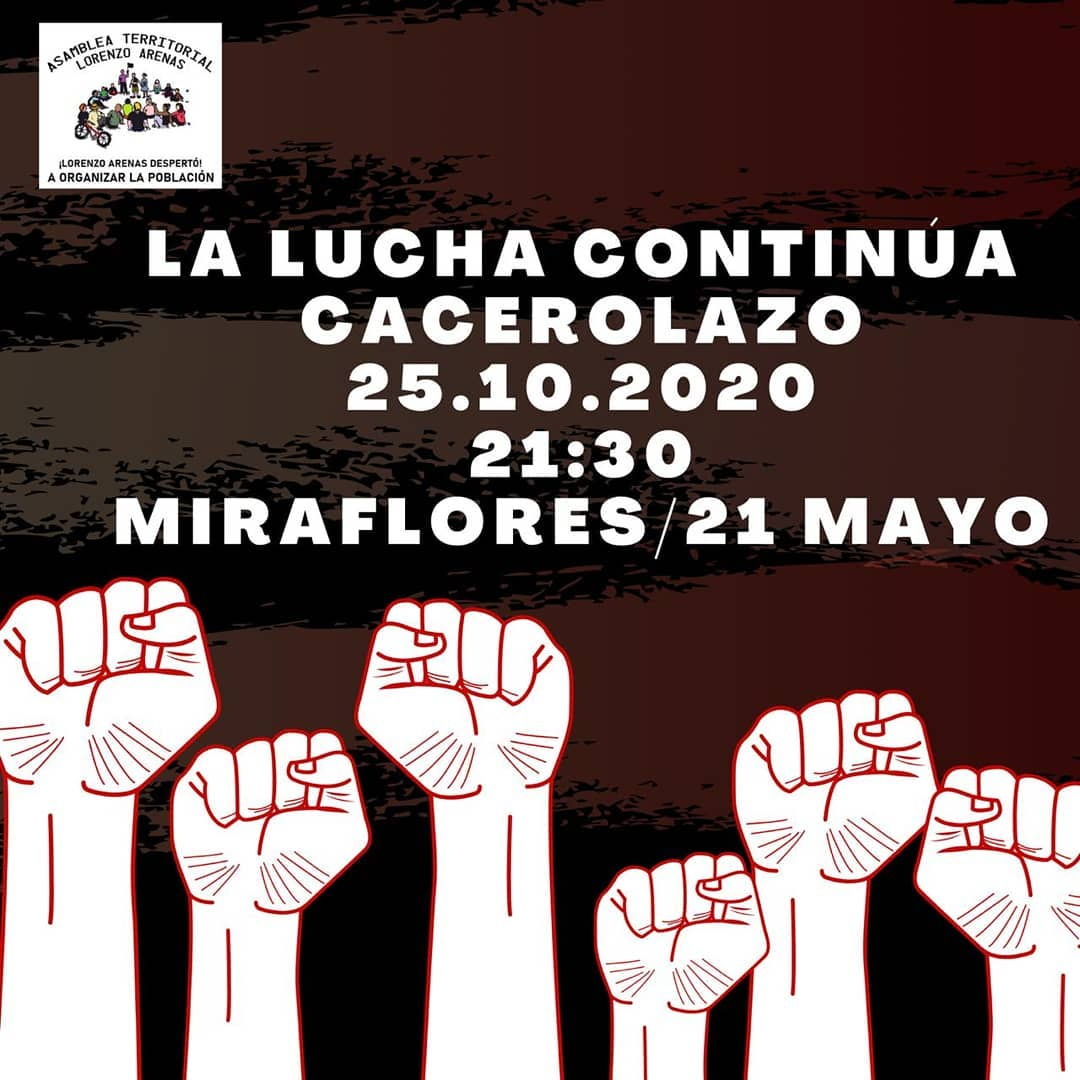 ASAMBLEA TERRITORIAL
LORENZO ARENAS
¡LORENZO ARENAS DESPERTÓ!
A ORGANIZAR LA POBLACIÓN
LA LUCHA CONTINÚA
CACEROLAZO
25.10.2020
21:30
MIRAFLORES/21 MAYO